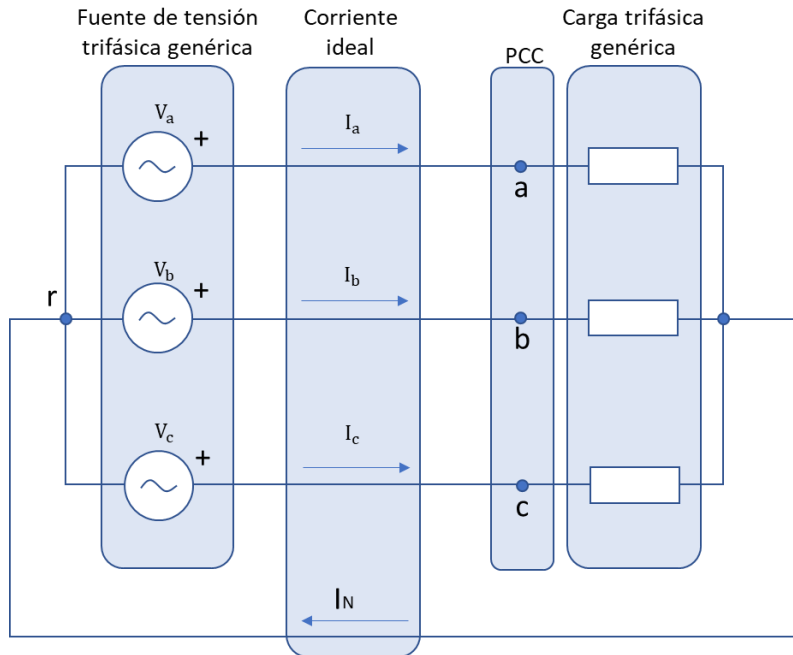 Fuente de tensión
trifásica genérica
Corriente
ideal
PCC
Carga trifásica
genérica
Va
+
Ia
a
Vb
+
Ib
r
b
Vc
+
Ic
c
IN